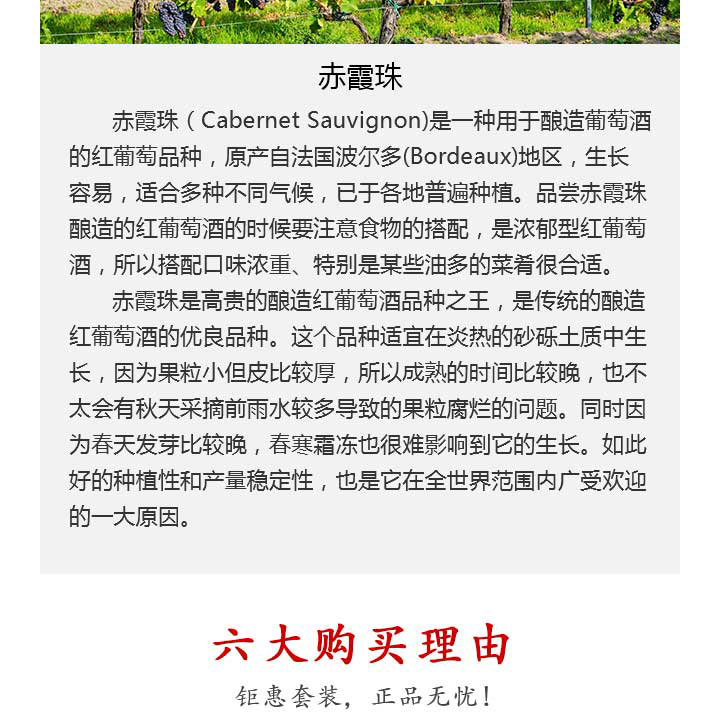 赤霞珠
赤霞珠（Cabernet Sauvignon)是一种用于酿造葡萄酒
的红葡萄品种，原产自法国波尔多(Bordeaux)地区，生长
容易，适合多种不同气候，已于各地普遍种植。品尝赤霞珠
酿造的红葡萄酒的时候要注意食物的搭配，是浓郁型红葡萄
酒，所以搭配口味浓重、特别是某些油多的菜肴很合适。
赤霞珠是高贵的酿造红葡萄酒品种之王，是传统的酿造
红葡萄酒的优良品种。这个品种适宜在炎热的砂砾土质中生
长，因为果粒小但皮比较厚，所以成熟的时间比较晚，也不
太会有秋天采摘前雨水较多导致的果粒腐烂的问题。同时因
为春天发芽比较晚，春寒霜冻也很难影响到它的生长。如此
好的种植性和产量稳定性，也是它在全世界范围内广受欢迎
的一大原因。
六大购买理由
钜惠套装，正品无忧！